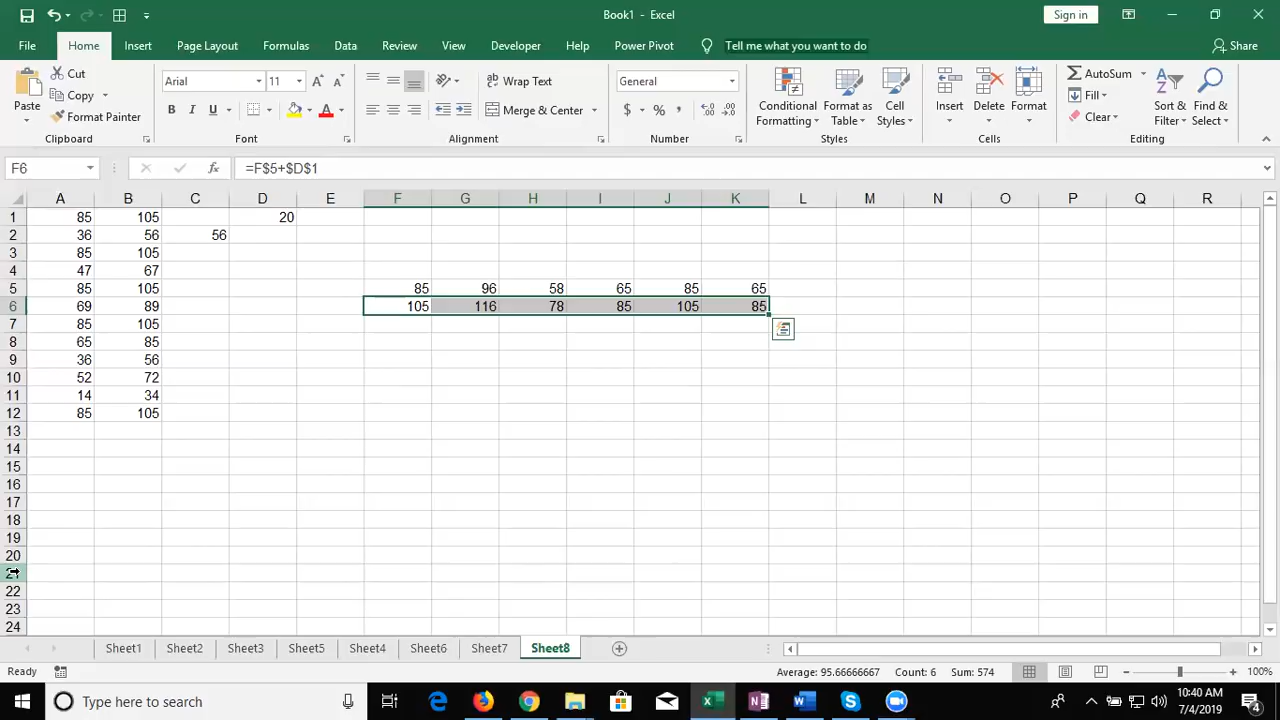 Book1 - Excel
Sign in
File Home Insert Page Layout Formulas Data Review View Developer Help Power Pivot Tell me what you want to do Share
Paste
Cut
Copy
Format Painter
Clipboard
Arial 11
B I U
Font
Wrap Text
Merge & Center
Alignment
General
$ % ,
Number
Conditional Formatting
Format as Table
Cell Styles
Styles
Insert Delete Format
Cells
AutoSum
Fill
Clear
Sort & Filter
Find & Select
Editing
F6 fx =F$5+$D$1
A B C D E F G H I J K L M N O P Q R
1 85 105 20
2 36 56 56
3 85 105
4 47 67
5 85 105 85 96 58 65 85 65
6 69 89 105 116 78 85 105 85
7 85 105
8 65 85
9 36 56
10 52 72
11 14 34
12 85 105
13
14
15
16
17
18
19
20
22
23
24
Sheet1 Sheet2 Sheet3 Sheet5 Sheet4 Sheet6 Sheet7 Sheet8
Ready Average: 95.66666667 Count: 6 Sum: 574 100%
Type here to search
10:40 AM
7/4/2019
4